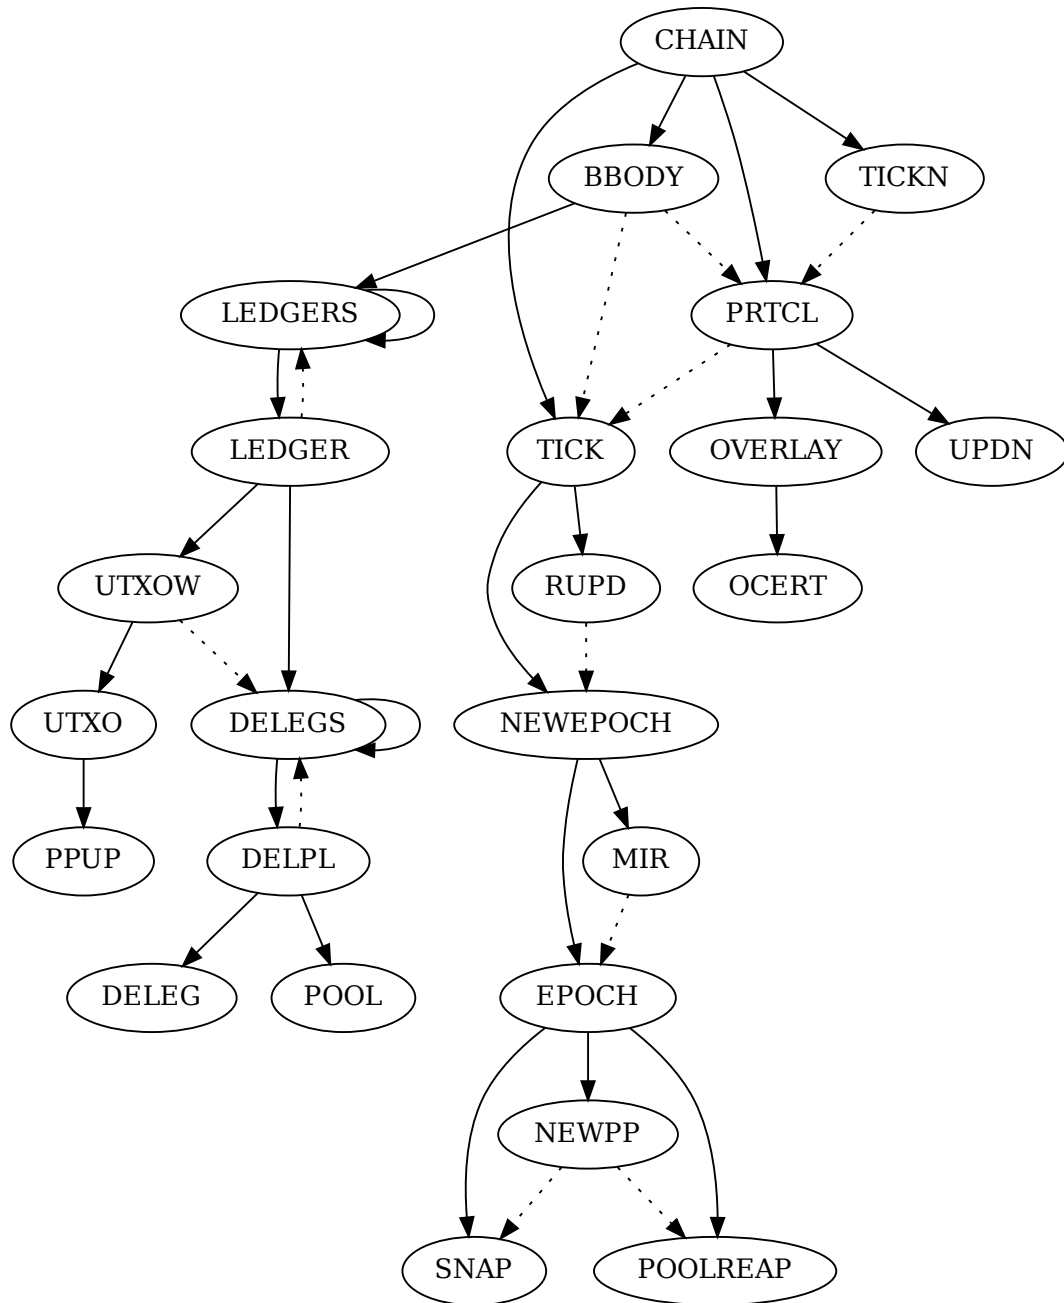 CHAIN
BBODY
TICKN
LEDGERS
PRTCL
LEDGER
TICK
OVERLAY
UPDN
UTXOW
RUPD
OCERT
UTXO
DELEGS
NEWEPOCH
PPUP
DELPL
MIR
DELEG
POOL
EPOCH
NEWPP
SNAP
POOLREAP